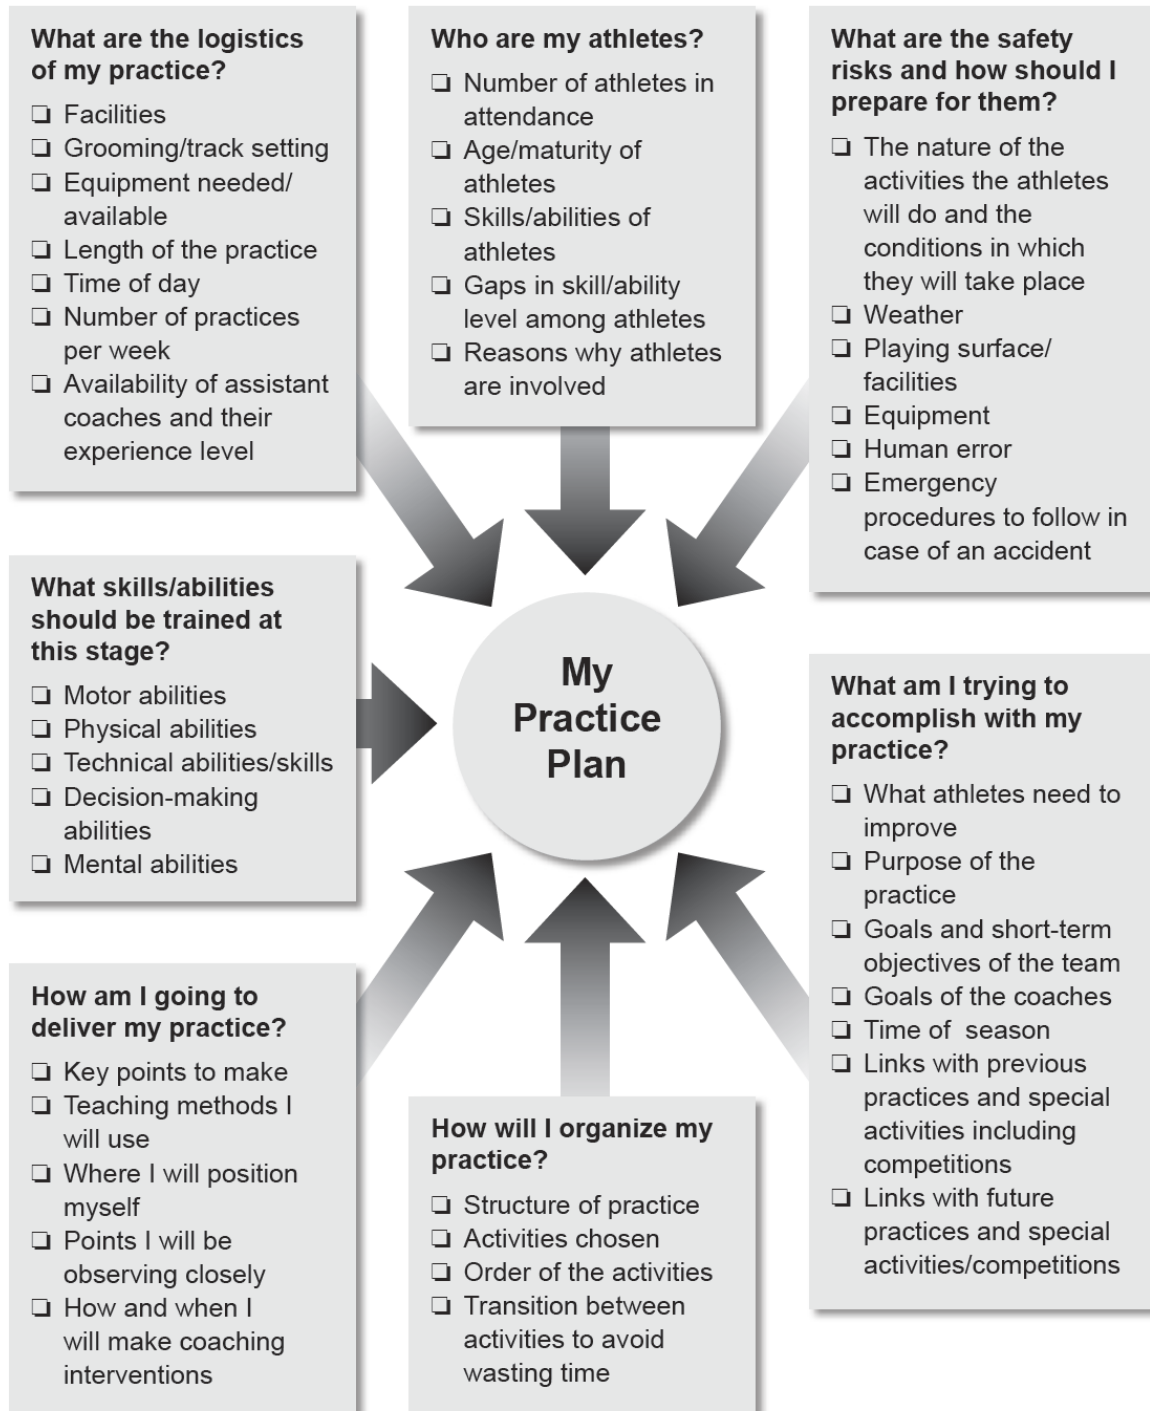 What are the logistics
of my practice?
❏ Facilities
❏ Grooming/track setting
❏ Equipment needed/
available
❏ Length of the practice
❏ Time of day
❏ Number of practices
per week
❏ Availability of assistant
coaches and their
experience level
Who are my athletes?
❏ Number of athletes in
attendance
❏ Age/maturity of
athletes
❏ Skills/abilities of
athletes
❏ Gaps in skill/ability
level among athletes
❏ Reasons why athletes
are involved
What are the safety
risks and how should I
prepare for them?
❏ The nature of the
activities the athletes
will do and the
conditions in which
they will take place
❏ Weather
❏ Playing surface/
facilities
❏ Equipment
❏ Human error
❏ Emergency
procedures to follow in
case of an accident
What skills/abilities
should be trained at
this stage?
❏ Motor abilities
❏ Physical abilities
❏ Technical abilities/skills
❏ Decision-making
abilities
❏ Mental abilities
My
Practice
Plan
What am I trying to
accomplish with my
practice?
❏ What athletes need to
improve
❏ Purpose of the
practice
❏ Goals and short-term
objectives of the team
❏ Goals of the coaches
❏ Time of season
❏ Links with previous
practices and special
activities including
competitions
❏ Links with future
practices and special
activities/competitions
How am I going to
deliver my practice?
❏ Key points to make
❏ Teaching methods I
will use
❏ Where I will position
myself
❏ Points I will be
observing closely
❏ How and when I
will make coaching
interventions
How will I organize my
practice?
❏ Structure of practice
❏ Activities chosen
❏ Order of the activities
❏ Transition between
activities to avoid
wasting time